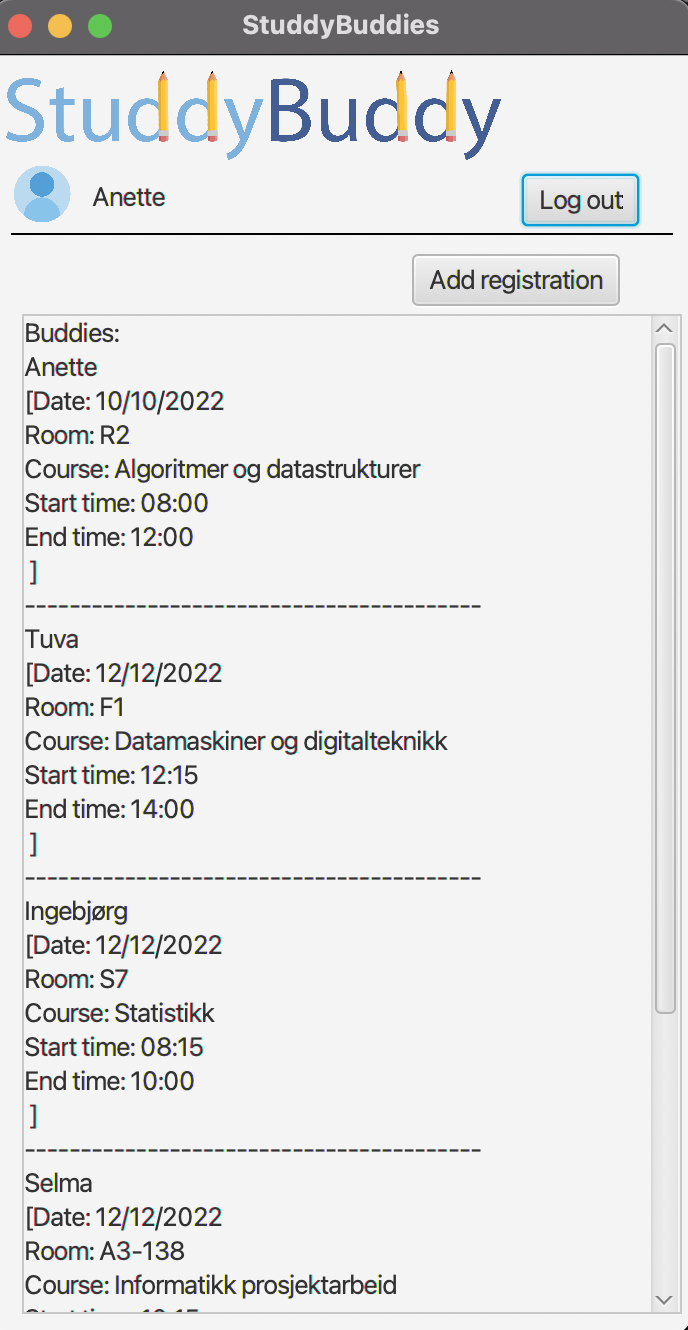 StuddyBuddies
StuddyBuddy
Anette
Log out
Add registration
Buddies:
Anette
[Date: 10/10/2022
Room: R2
Course: Algoritmer og datastrukturer
Start time: 08:00
End time: 12:00
]
-----------------------------------------
Tuva
[Date: 12/12/2022
Room: F1
Course: Datamaskiner og digitalteknikk
Start time: 12:15
End time: 14:00
]
-----------------------------------------
Ingebjørg
[Date: 12/12/2022
Room: S7
Course: Statistikk
Start time: 08:15
End time: 10:00
]
-----------------------------------------
Selma
[Date: 12/12/2022
Room: A3-138
Course: Informatikk prosjektarbeid